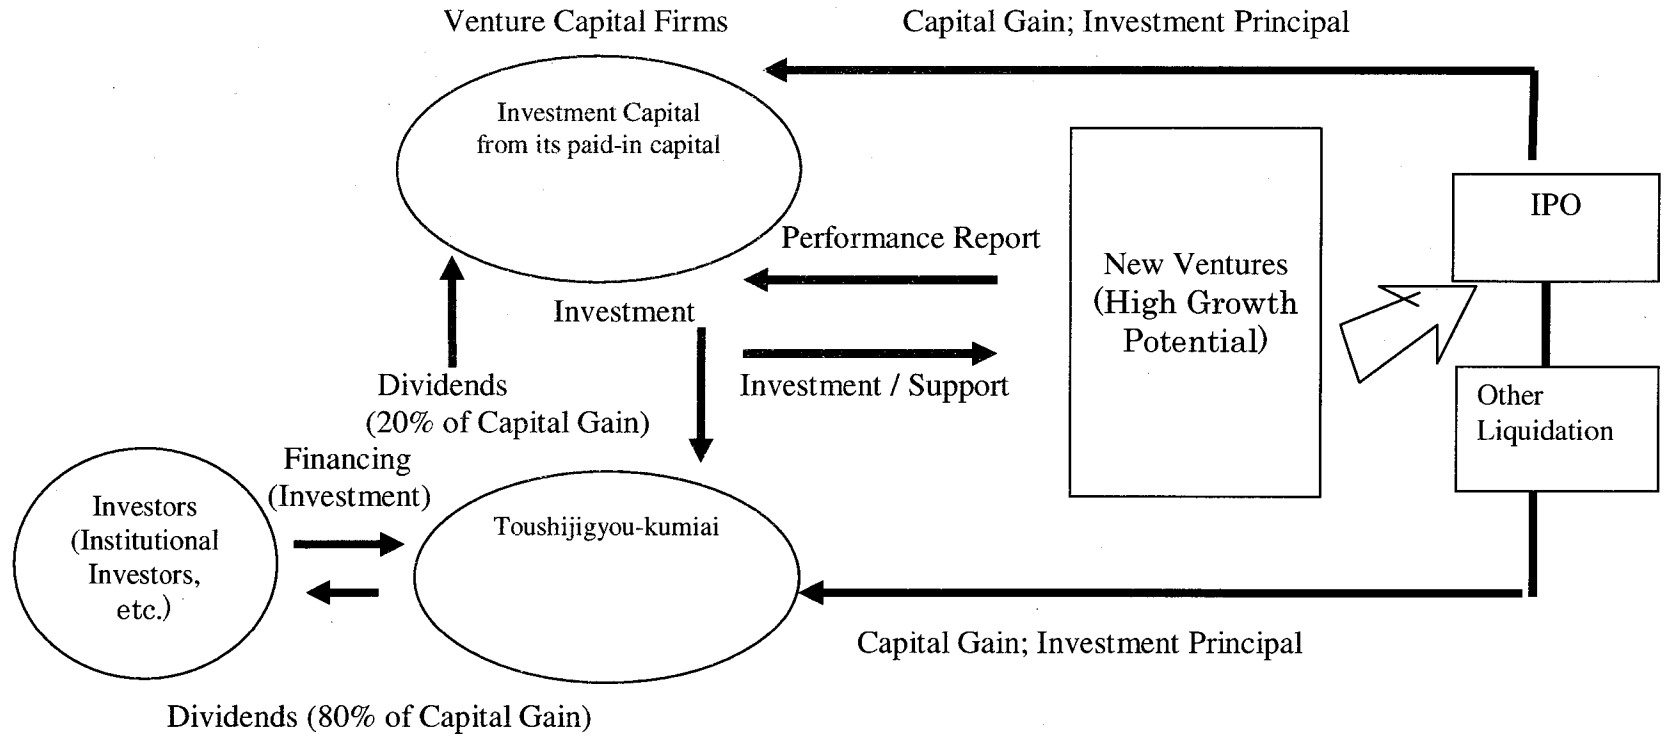 Venture Capital Firms
Capital Gain; Investment Principal
Investment Capital
from its paid-in capital
IPO
Performance Report
New Ventures
(High Growth
Potential)
Investment
Dividends
(20% of Capital Gain)
Investment / Support
Other
Liquidation
Financing
(Investment)
Investors
(Institutional
Investors,
etc.)
Toushijigyou-kumiai
Capital Gain; Investment Principal
Dividends (80% of Capital Gain)